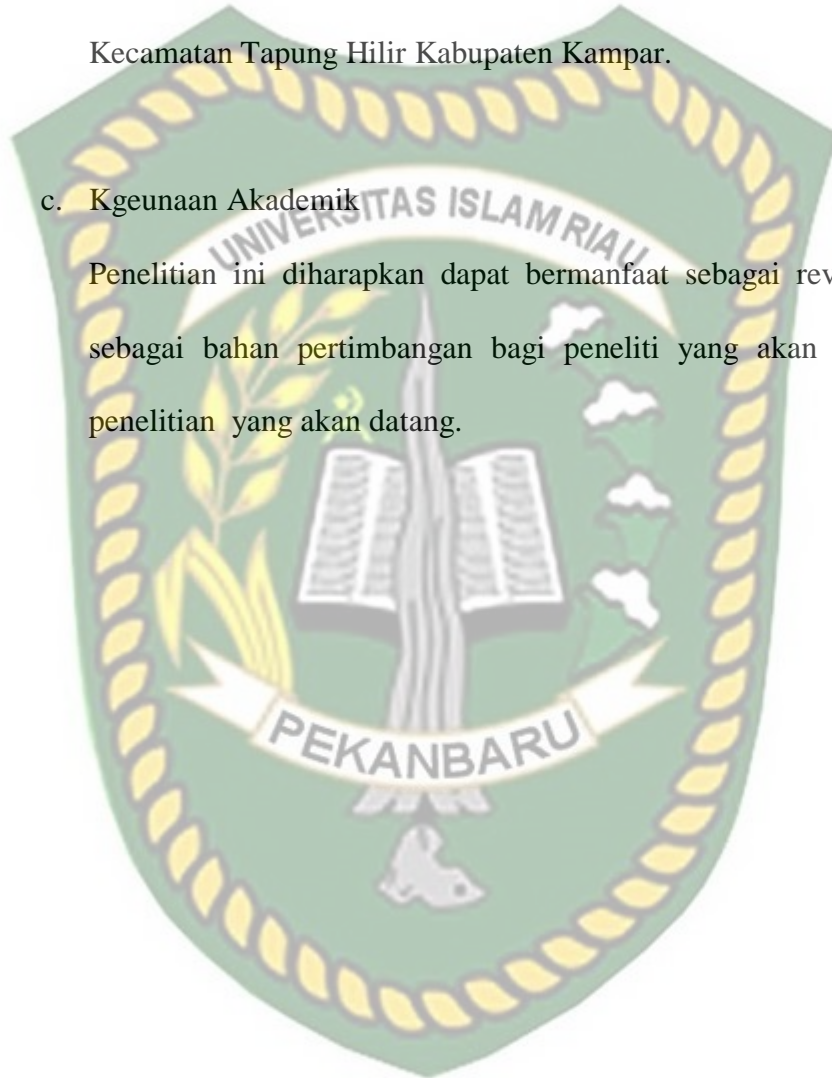 Kecamatan Tapung Hilir Kabupaten Kampar.
c. Kgeunaan Akademik
UNIVERSITAS ISLAM RIAU
Penelitian ini diharapkan dapat bermanfaat sebagai
sebagai bahan pertimbangan bagi peneliti yang akan
penelitian yang akan datang.
PEKANBARU